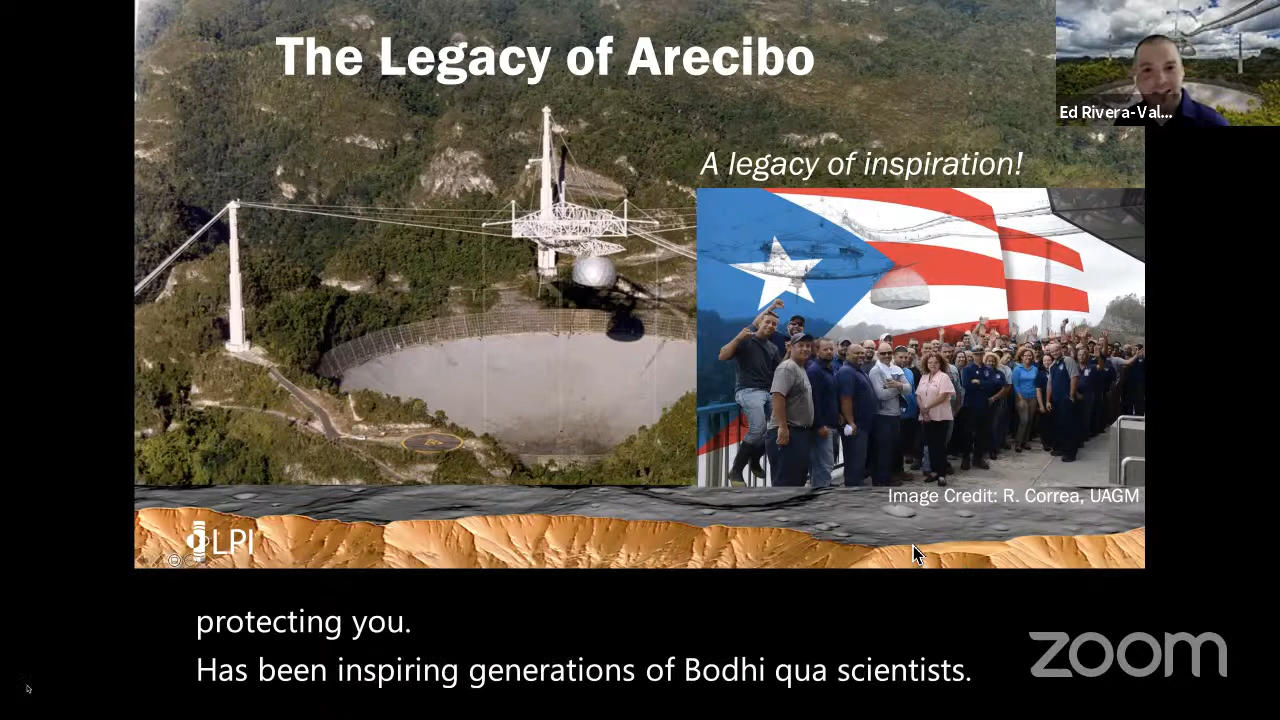 The Legacy of Arecibo
Ed Rivera-Val...
A legacy of inspiration!
Image Credit: R. Correa, UAGM
LPI
protecting you.
Has been inspiring generations of Bodhi qua scientists.
zoom